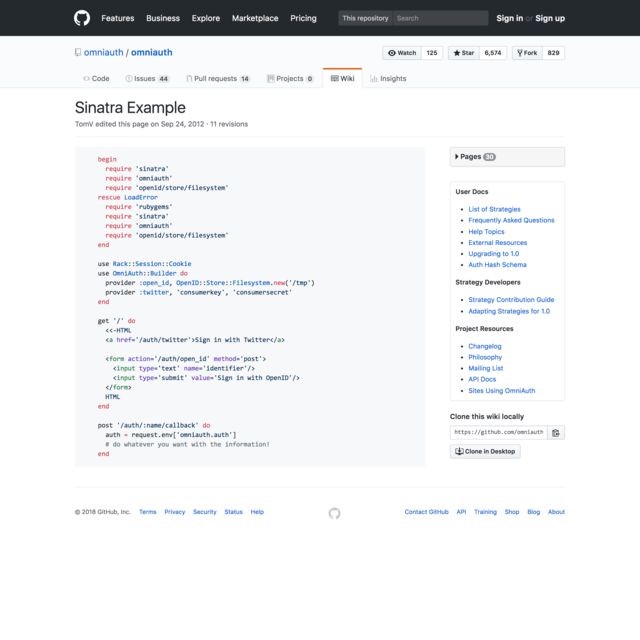 Features Business Explore Marketplace Pricing This repository Search Sign in or Sign up
omniauth / omniauth Watch 125 Star 6,574 Fork 829
Code Issues 44 Pull requests 14 Projects 0 Wiki Insights
Sinatra Example
TomV edited this page on Sep 24, 2012 · 11 revisions
begin
  require 'sinatra'
  require 'omniauth'
  require 'openid/store/filesystem'
rescue LoadError
  require 'rubygems'
  require 'sinatra'
  require 'omniauth'
  require 'openid/store/filesystem'
end
use Rack::Session::Cookie
use OmniAuth::Builder do
  provider :open_id, OpenID::Store::Filesystem.new('/tmp')
  provider :twitter, 'consumerkey', 'consumersecret'
end
get '/' do
  <<-HTML
  <a href='/auth/twitter'>Sign in with Twitter</a>
  <form action='/auth/open_id' method='post'>
    <input type='text' name='identifier'/>
    <input type='submit' value='Sign in with OpenID'/>
  </form>
  HTML
end
post '/auth/:name/callback' do
  auth = request.env['omniauth.auth']
  # do whatever you want with the information!
end
Pages 30
User Docs
List of Strategies
Frequently Asked Questions
Help Topics
External Resources
Upgrading to 1.0
Auth Hash Schema
Strategy Developers
Strategy Contribution Guide
Adapting Strategies for 1.0
Project Resources
Changelog
Philosophy
Mailing List
API Docs
Sites Using OmniAuth
Clone this wiki locally
https://github.com/omniauth
Clone in Desktop
© 2018 GitHub, Inc. Terms Privacy Security Status Help Contact GitHub API Training Shop Blog About